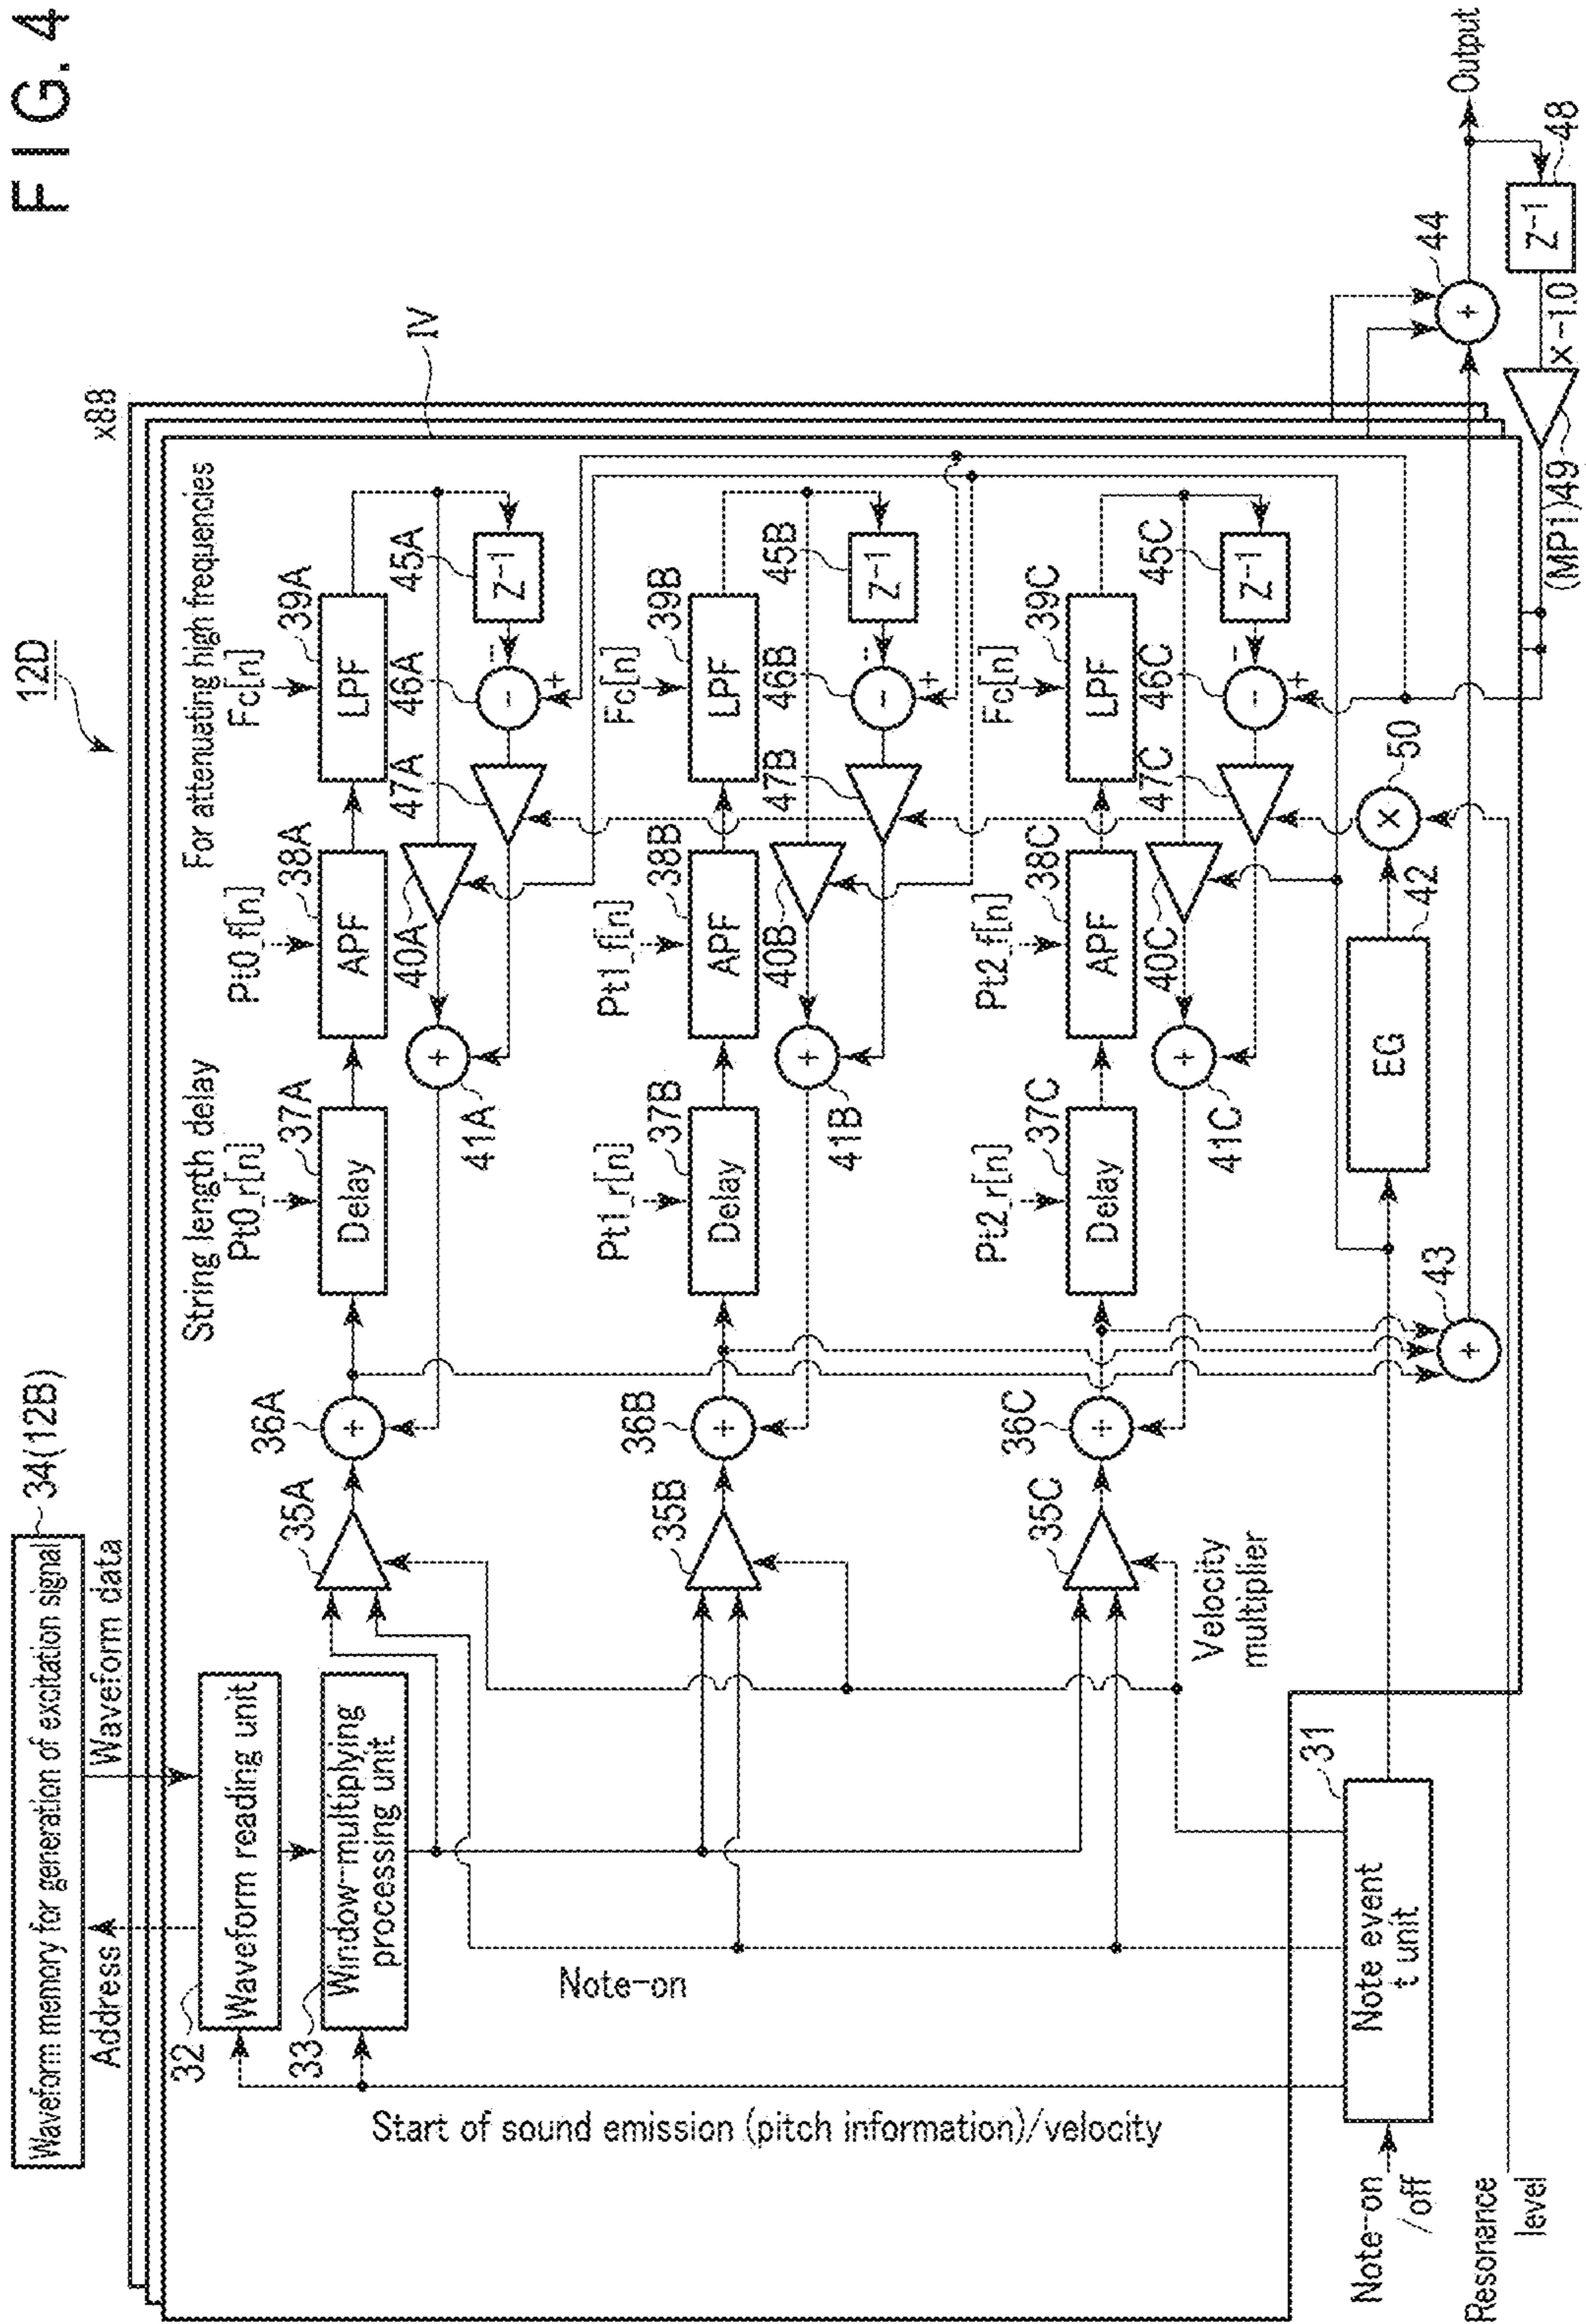 FIG. 4
12D
Waveform memory for generation of excitation signal
34(12B)
Address
Waveform data
x88
IV
32
Waveform reading unit
33
Window-multiplying
processing unit
String length delay
For attenuating high frequencies
35A
36A
Pt0_r[n]
37A
Delay
Pt0_f[n]
38A
APF
Fc[n]
39A
LPF
40A
41A
45A
Z-1
46A
-
+
-
47A
+
+
35B
36B
Pt1_r[n]
37B
Delay
Pt1_f[n]
38B
APF
Fc[n]
39B
LPF
40B
41B
45B
Z-1
46B
-
+
-
47B
+
+
35C
36C
Pt2_r[n]
37C
Delay
Pt2_f[n]
38C
APF
Fc[n]
39C
LPF
40C
41C
45C
Z-1
46C
-
+
-
47C
+
+
Note-on
Velocity
multiplier
Start of sound emission (pitch information)/velocity
Note-on
/off
31
Note event
t unit
EG
42
×
50
43
+
44
+
Output
Z-1
48
×-1.0
(MP1)49
Resonance
level